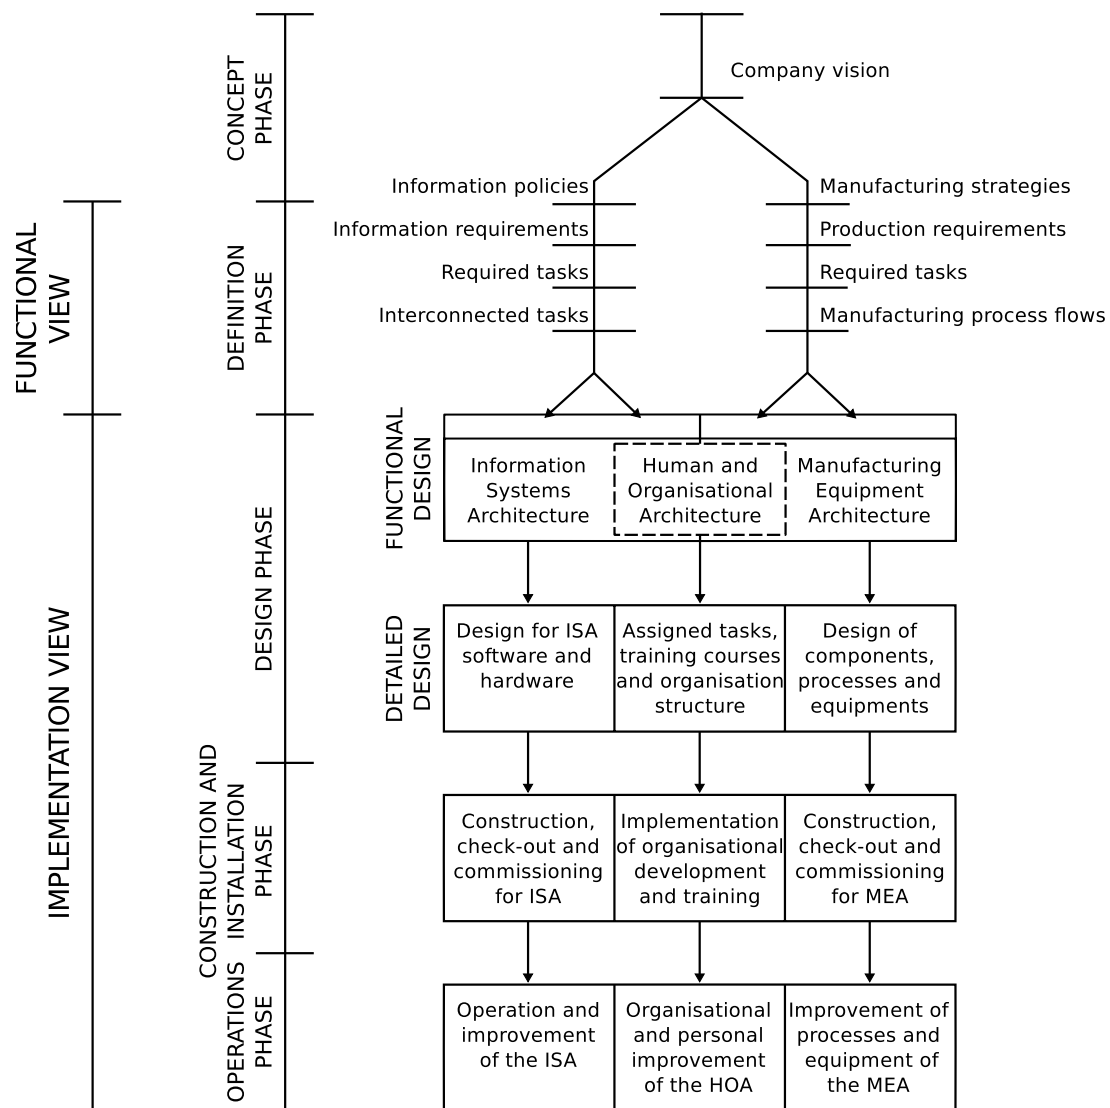 CONCEPT
PHASE
Company vision
Information policies
Manufacturing strategies
FUNCTIONAL
VIEW
DEFINITION
PHASE
Information requirements
Production requirements
Required tasks
Required tasks
Interconnected tasks
Manufacturing process flows
IMPLEMENTATION VIEW
DESIGN PHASE
FUNCTIONAL
DESIGN
Information
Systems
Architecture
Human and
Organisational
Architecture
Manufacturing
Equipment
Architecture
DETAILED
DESIGN
Design for ISA
software and
hardware
Assigned tasks,
training courses
and organisation
structure
Design of
components,
processes and
equipments
CONSTRUCTION AND
INSTALLATION
PHASE
Construction,
check-out and
commissioning
for ISA
Implementation
of organisational
development
and training
Construction,
check-out and
commissioning
for MEA
OPERATIONS
PHASE
Operation and
improvement
of the ISA
Organisational
and personal
improvement
of the HOA
Improvement of
processes and
equipment of
the MEA